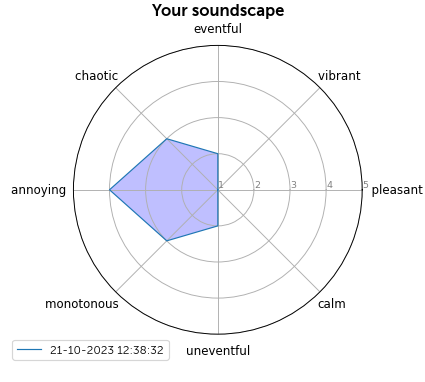 Your soundscape
eventful
chaotic
vibrant
annoying
1 2 3 4 5
pleasant
monotonous
calm
uneventful
21-10-2023 12:38:32